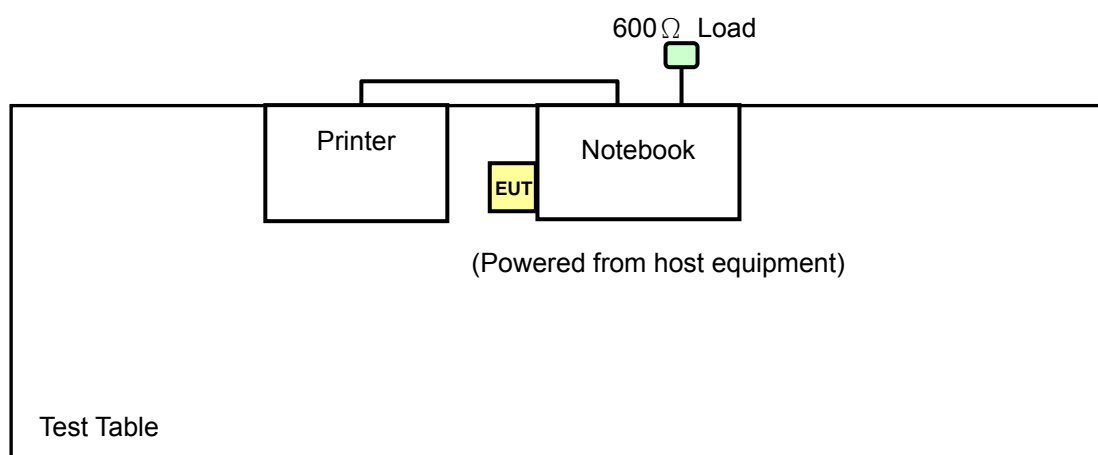 600Ω Load
Printer
Notebook
EUT
(Powered from host equipment)
Test Table